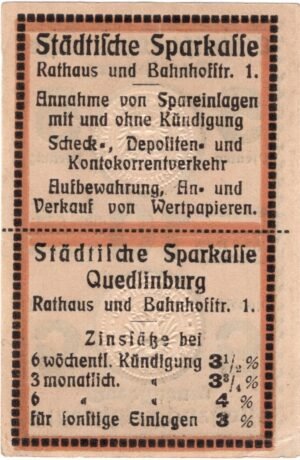 Städtiſche Sparkaſſe
Rathaus und Bahnhofſtr. 1.
Annahme von Spareinlagen
mit und ohne Kündigung
Scheck-, Depoſiten- und
Kontokorrentverkehr
Aufbewahrung, An- und
Verkauf von Wertpapieren.
Städtiſche Sparkaſſe
Quedlinburg
Rathaus und Bahnhofſtr. 1.
Zinsſätze bei
6 wöchentl. Kündigung 3½ %
3 monatlich. „ 3¾ %
6 „ „ 4 %
für ſonſtige Einlagen 3 %